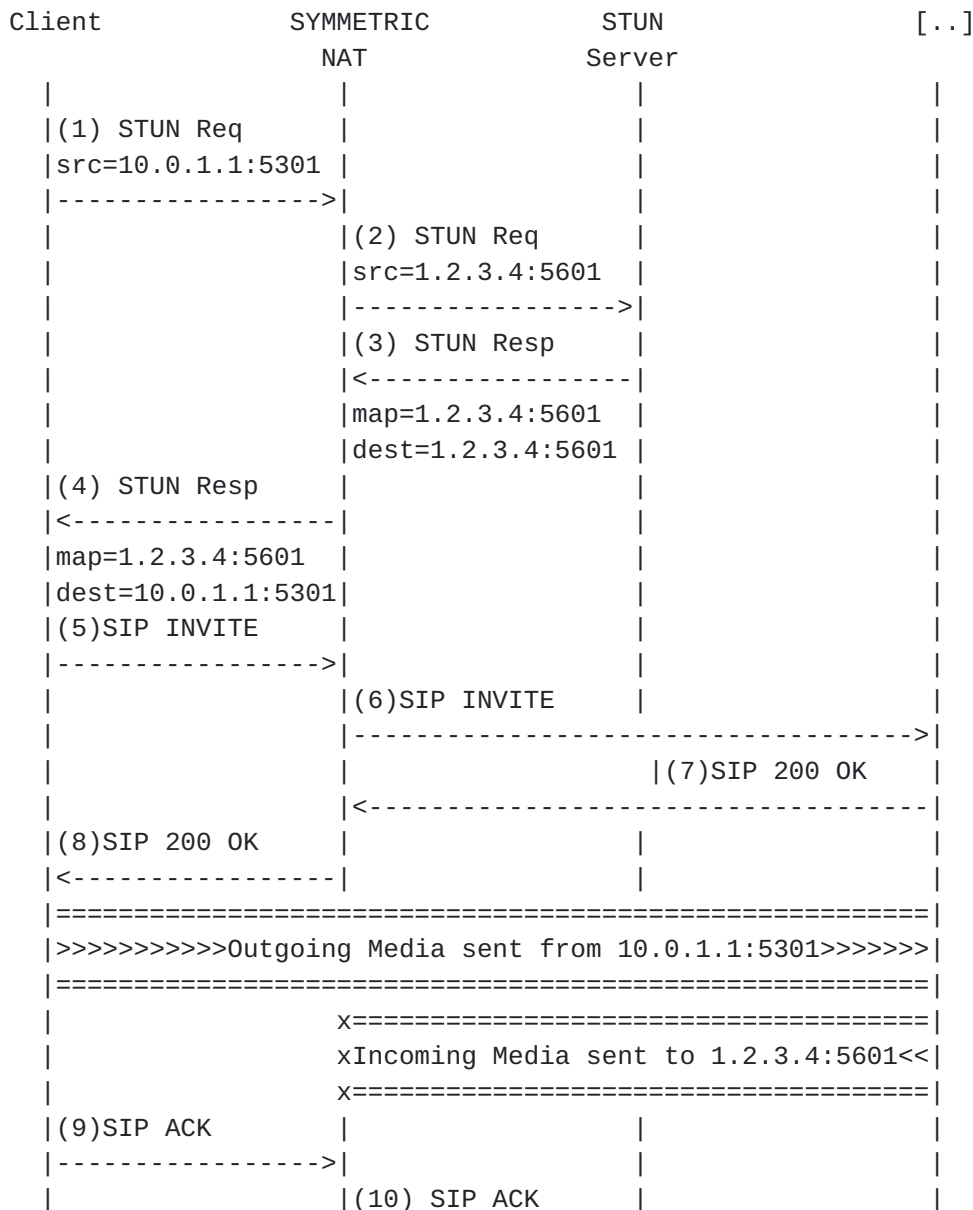 Client            SYMMETRIC           STUN                [..]
                    NAT              Server
  |                  |                  |                  |
  |(1) STUN Req      |                  |                  |
  |src=10.0.1.1:5301 |                  |                  |
  |----------------->|                  |                  |
  |                  |(2) STUN Req      |                  |
  |                  |src=1.2.3.4:5601  |                  |
  |                  |----------------->|                  |
  |                  |(3) STUN Resp     |                  |
  |                  |<-----------------|                  |
  |                  |map=1.2.3.4:5601  |                  |
  |                  |dest=1.2.3.4:5601 |                  |
  |(4) STUN Resp     |                  |                  |
  |<-----------------|                  |                  |
  |map=1.2.3.4:5601  |                  |                  |
  |dest=10.0.1.1:5301|                  |                  |
  |(5)SIP INVITE     |                  |                  |
  |----------------->|                  |                  |
  |                  |(6)SIP INVITE     |                  |
  |                  |------------------------------------>|
  |                  |                   |(7)SIP 200 OK    |
  |                  |<------------------------------------|
  |(8)SIP 200 OK     |                  |                  |
  |<-----------------|                  |                  |
  |========================================================|
  |>>>>>>>>>>>Outgoing Media sent from 10.0.1.1:5301>>>>>>>|
  |========================================================|
  |                  x=====================================|
  |                  xIncoming Media sent to 1.2.3.4:5601<<|
  |                  x=====================================|
  |(9)SIP ACK        |                  |                  |
  |----------------->|                  |                  |
  |                  |(10) SIP ACK      |                  |